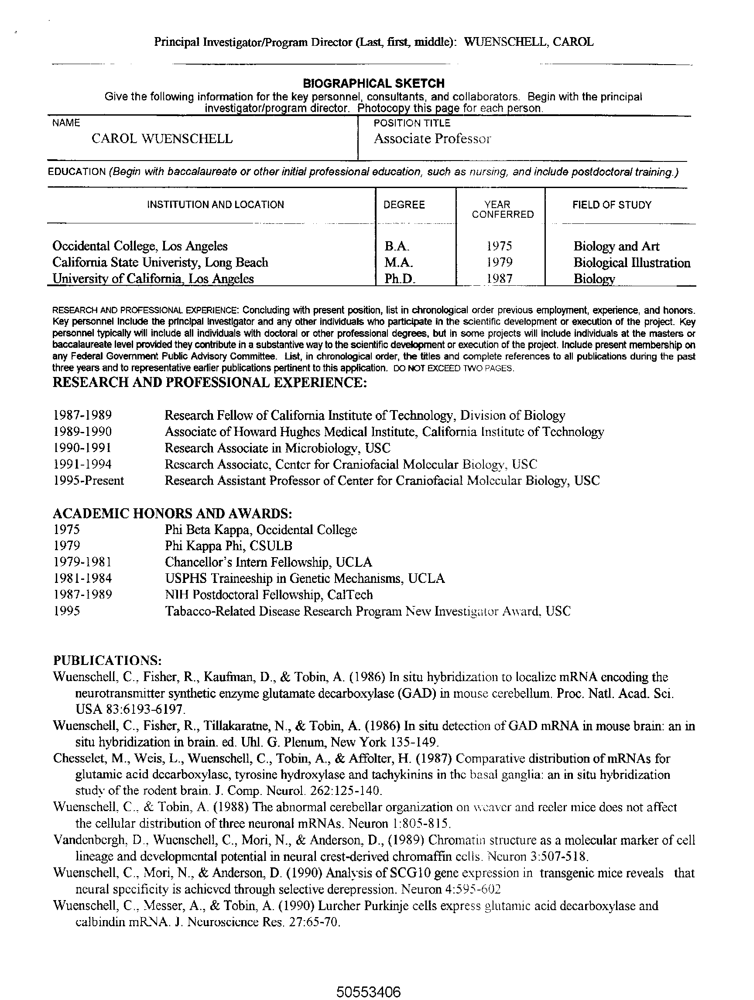 Principal Investigator/Program Director (Last, first, middle): WUENSCHELL, CAROL
BIOGRAPHICAL SKETCH
Give the following information for the key personnel, consultants, and collaborators. Begin with the principal
investigator/program director. Photocopy this page for each person.
NAME
POSITION TITLE
CAROL WUENSCHELL
Associate Professor
EDUCATION (Begin with baccalaureate or other initial professional education, such as nursing, and include postdoctoral training.)
INSTITUTION AND LOCATION DEGREE YEAR CONFERRED FIELD OF STUDY
Occidental College, Los Angeles B.A. 1975 Biology and Art
California State Univeristy, Long Beach M.A. 1979 Biological Illustration
University of California, Los Angeles Ph.D. 1987 Biology
RESEARCH AND PROFESSIONAL EXPERIENCE: Concluding with present position, list in chronological order previous employment, experience, and honors.
Key personnel include the principal investigator and any other individuals who participate in the scientific development or execution of the project. Key
personnel typically will include all individuals with doctoral or other professional degrees, but in some projects will include individuals at the masters or
baccalaureate level provided they contribute in a substantive way to the scientific development or execution of the project. Include present membership on
any Federal Government Public Advisory Committee. List, in chronological order, the titles and complete references to all publications during the past
three years and to representative earlier publications pertinent to this application. DO NOT EXCEED TWO PAGES.
RESEARCH AND PROFESSIONAL EXPERIENCE:
1987-1989 Research Fellow of California Institute of Technology, Division of Biology
1989-1990 Associate of Howard Hughes Medical Institute, California Institute of Technology
1990-1991 Research Associate in Microbiology, USC
1991-1994 Research Associate, Center for Craniofacial Molecular Biology, USC
1995-Present Research Assistant Professor of Center for Craniofacial Molecular Biology, USC
ACADEMIC HONORS AND AWARDS:
1975 Phi Beta Kappa, Occidental College
1979 Phi Kappa Phi, CSULB
1979-1981 Chancellor's Intern Fellowship, UCLA
1981-1984 USPHS Traineeship in Genetic Mechanisms, UCLA
1987-1989 NIH Postdoctoral Fellowship, CalTech
1995 Tabacco-Related Disease Research Program New Investigator Award, USC
PUBLICATIONS:
Wuenschell, C., Fisher, R., Kaufman, D., & Tobin, A. (1986) In situ hybridization to localize mRNA encoding the
neurotransmitter synthetic enzyme glutamate decarboxylase (GAD) in mouse cerebellum. Proc. Natl. Acad. Sci.
USA 83:6193-6197.
Wuenschell, C., Fisher, R., Tillakaratne, N., & Tobin, A. (1986) In situ detection of GAD mRNA in mouse brain: an in
situ hybridization in brain. ed. Uhl. G. Plenum, New York 135-149.
Chesselet, M., Weis, L., Wuenschell, C., Tobin, A., & Affolter, H. (1987) Comparative distribution of mRNAs for
glutamic acid decarboxylase, tyrosine hydroxylase and tachykinins in the basal ganglia: an in situ hybridization
study of the rodent brain. J. Comp. Neurol. 262:125-140.
Wuenschell, C., & Tobin, A. (1988) The abnormal cerebellar organization on weaver and reeler mice does not affect
the cellular distribution of three neuronal mRNAs. Neuron 1:805-815.
Vandenbergh, D., Wuenschell, C., Mori, N., & Anderson, D., (1989) Chromatin structure as a molecular marker of cell
lineage and developmental potential in neural crest-derived chromaffin cells. Neuron 3:507-518.
Wuenschell, C., Mori, N., & Anderson, D. (1990) Analysis of SCG10 gene expression in transgenic mice reveals that
neural specificity is achieved through selective derepression. Neuron 4:595-602
Wuenschell, C., Messer, A., & Tobin, A. (1990) Lurcher Purkinje cells express glutamic acid decarboxylase and
calbindin mRNA. J. Neuroscience Res. 27:65-70.
50553406